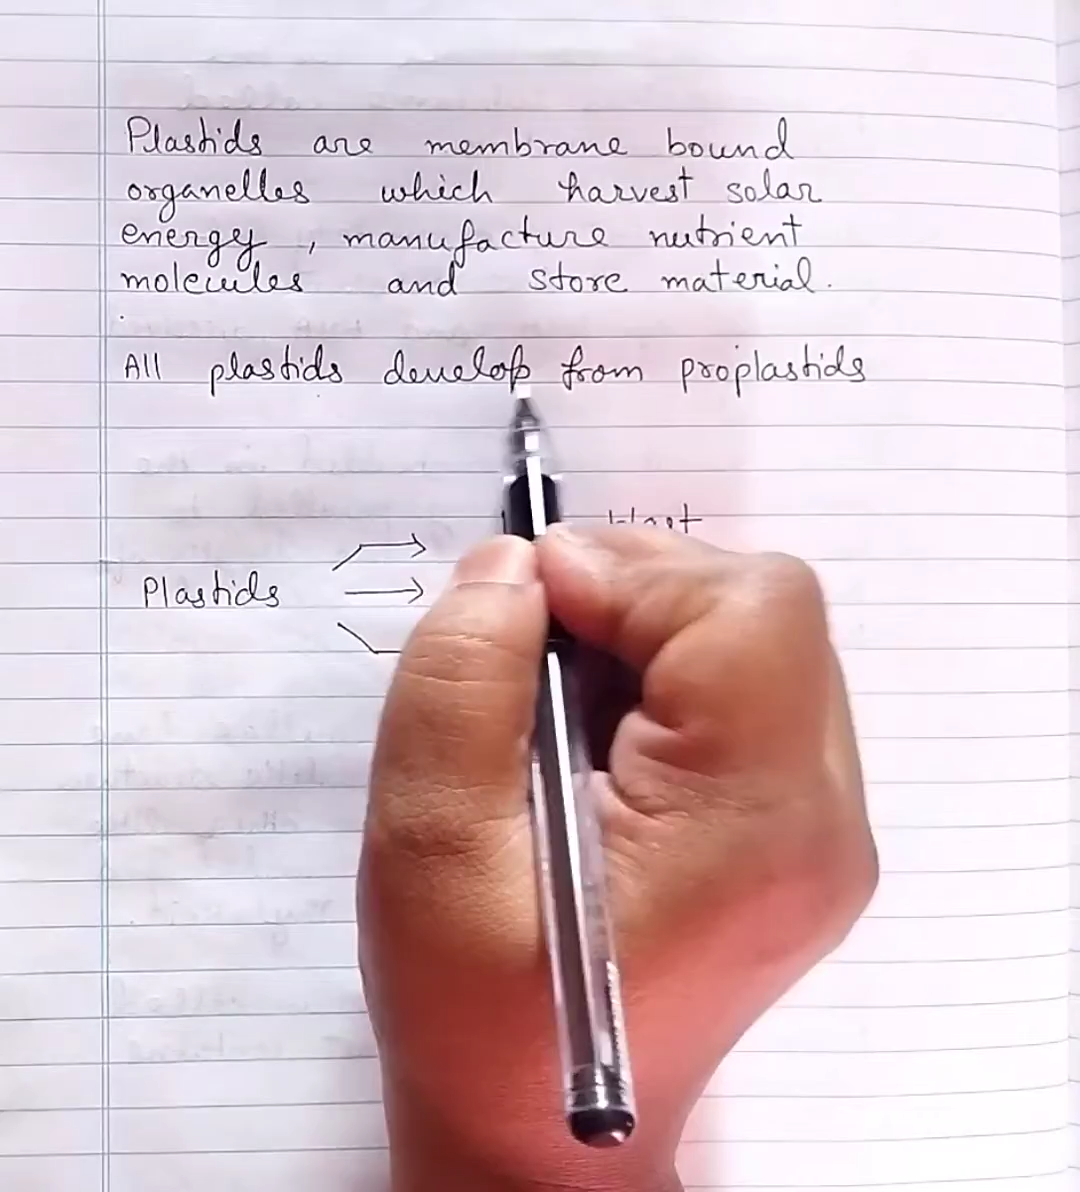 Plastids are membrane bound
organelles which harvest solar
energy, manufacture nutrient
molecules and store material.
All plastids develop from proplastids
Plastids